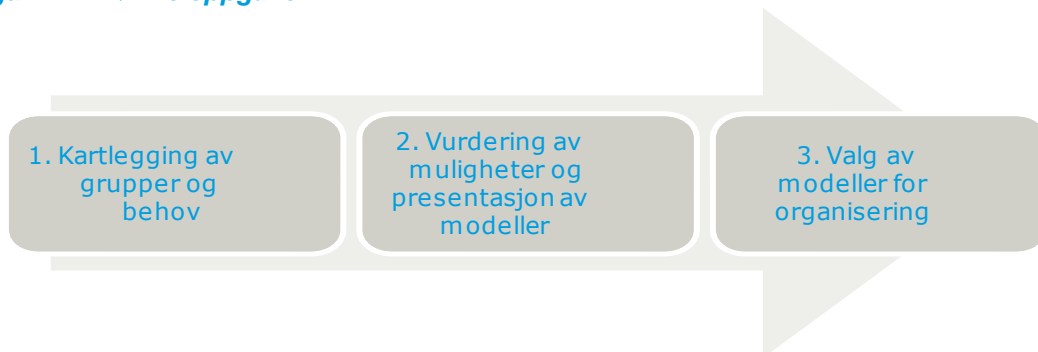 1. Kartlegging av
grupper og
behov
2. Vurdering av
muligheter og
presentasjon av
modeller
3. Valg av
modeller for
organisering